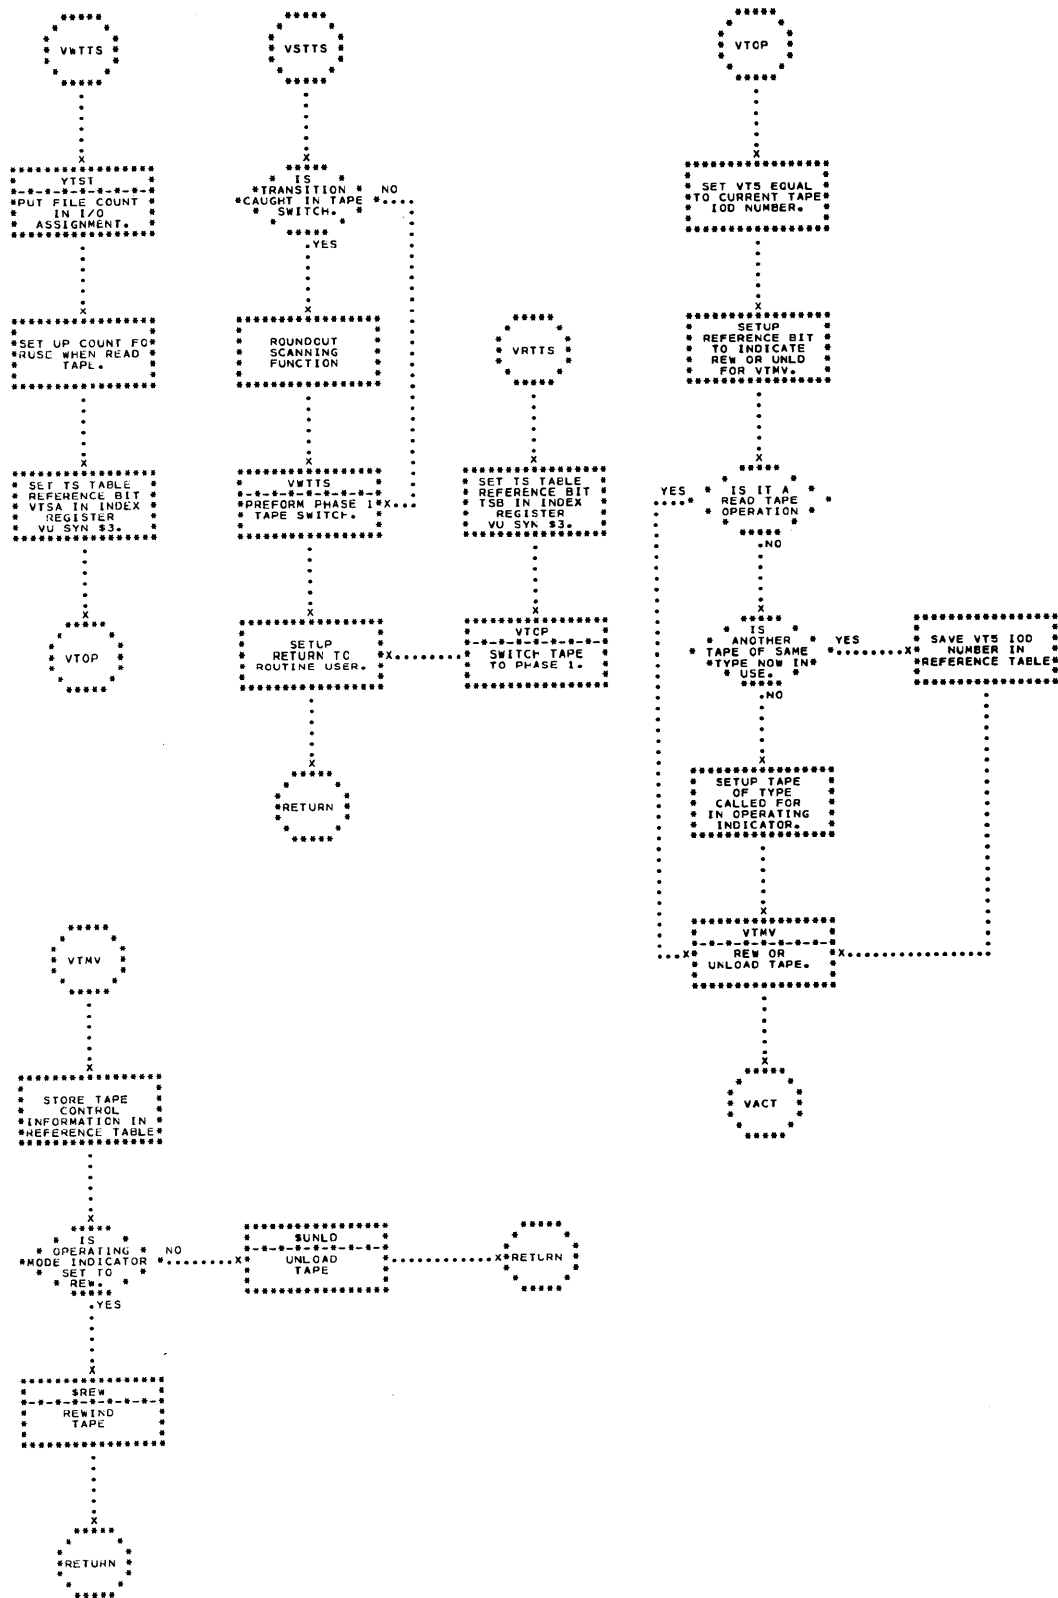 VWTTS
YTST
PUT FILE COUNT
IN I/O
ASSIGNMENT.
SET UP COUNT FO
RUSE WHEN READ
TAPE.
SET TS TABLE
REFERENCE BIT
VTSA IN INDEX
REGISTER
VU SYN $3.
VTOP
VSTTS
IS
TRANSITION
CAUGHT IN TAPE
SWITCH.
NO
YES
ROUNDOUT
SCANNING
FUNCTION
VWTTS
PREFORM PHASE 1
TAPE SWITCH.
SETUP
RETURN TO
ROUTINE USER.
RETURN
VRTTS
SET TS TABLE
REFERENCE BIT
TSB IN INDEX
REGISTER
VU SYN $3.
VTOP
SWITCH TAPE
TO PHASE 1.
VTOP
SET VT5 EQUAL
TO CURRENT TAPE
IOD NUMBER.
SETUP
REFERENCE BIT
TO INDICATE
REW OR UNLD
FOR VTMV.
YES
IS IT A
READ TAPE
OPERATION
NO
IS
ANOTHER
TAPE OF SAME
TYPE NOW IN
USE.
YES
SAVE VT5 IOD
NUMBER IN
REFERENCE TABLE
NO
SETUP TAPE
OF TYPE
CALLED FOR
IN OPERATING
INDICATOR.
VTMV
REW OR
UNLOAD TAPE.
VACT
VTMV
STORE TAPE
CONTROL
INFORMATION IN
REFERENCE TABLE
IS
OPERATING
MODE INDICATOR
SET TO
REW.
NO
$UNLD
UNLOAD
TAPE
RETURN
YES
$REW
REWIND
TAPE
RETURN